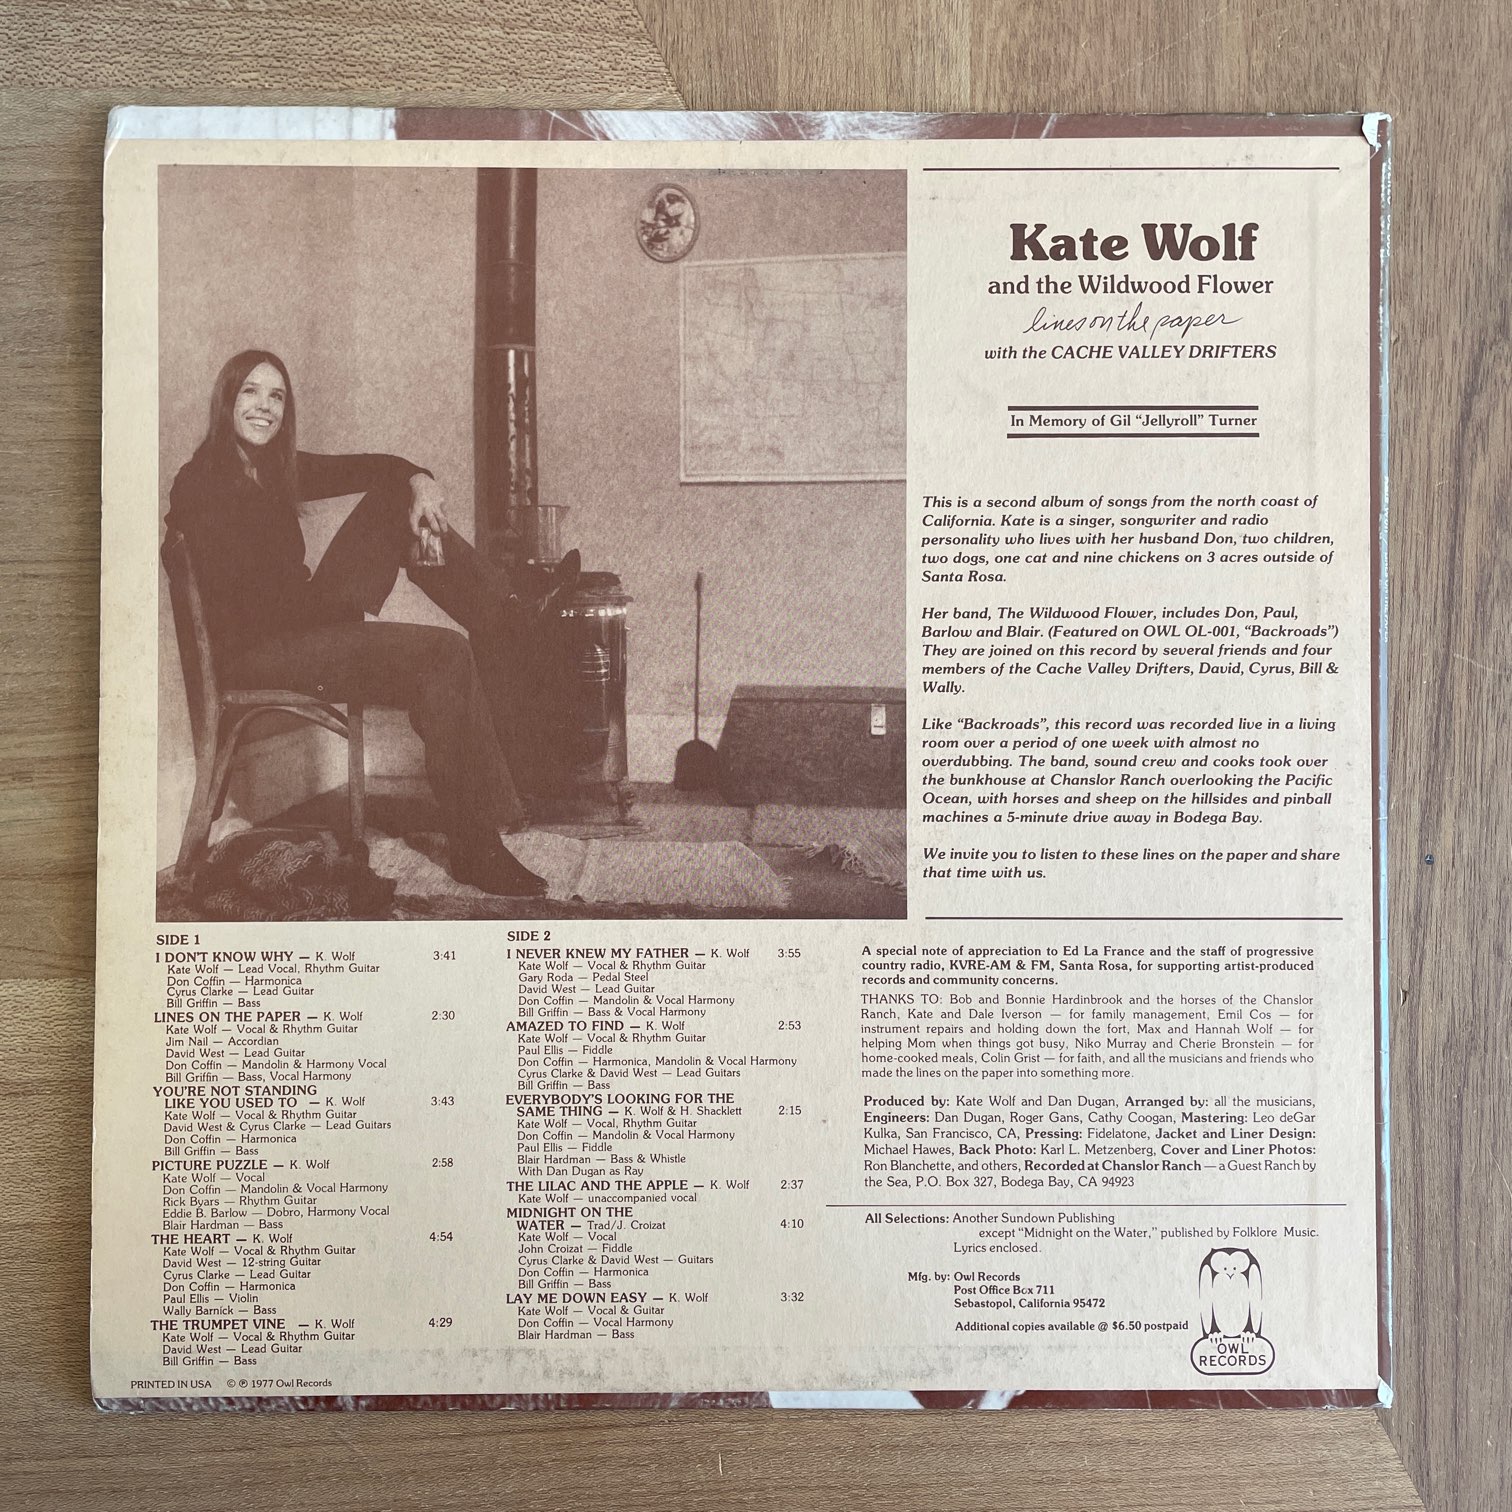 Kate Wolf
and the Wildwood Flower
lines on the paper
with the CACHE VALLEY DRIFTERS
In Memory of Gil “Jellyroll” Turner
This is a second album of songs from the north coast of
California. Kate is a singer, songwriter and radio
personality who lives with her husband Don, two children,
two dogs, one cat and nine chickens on 3 acres outside of
Santa Rosa.
Her band, The Wildwood Flower, includes Don, Paul,
Barlow and Blair. (Featured on OWL OL-001, “Backroads”)
They are joined on this record by several friends and four
members of the Cache Valley Drifters, David, Cyrus, Bill &
Wally.
Like “Backroads”, this record was recorded live in a living
room over a period of one week with almost no
overdubbing. The band, sound crew and cooks took over
the bunkhouse at Chanslor Ranch overlooking the Pacific
Ocean, with horses and sheep on the hillsides and pinball
machines a 5-minute drive away in Bodega Bay.
We invite you to listen to these lines on the paper and share
that time with us.
SIDE 1
I DON'T KNOW WHY — K. Wolf 3:41
Kate Wolf — Lead Vocal, Rhythm Guitar
Don Coffin — Harmonica
Cyrus Clarke — Lead Guitar
Bill Griffin — Bass
LINES ON THE PAPER — K. Wolf 2:30
Kate Wolf — Vocal & Rhythm Guitar
Jim Nail — Accordian
David West — Lead Guitar
Don Coffin — Mandolin & Harmony Vocal
Bill Griffin — Bass, Vocal Harmony
YOU'RE NOT STANDING
LIKE YOU USED TO — K. Wolf 3:43
Kate Wolf — Vocal & Rhythm Guitar
David West & Cyrus Clarke — Lead Guitars
Don Coffin — Harmonica
Bill Griffin — Bass
PICTURE PUZZLE — K. Wolf 2:58
Kate Wolf — Vocal
Don Coffin — Mandolin & Vocal Harmony
Rick Byars — Rhythm Guitar
Eddie B. Barlow — Dobro, Harmony Vocal
Blair Hardman — Bass
THE HEART — K. Wolf 4:54
Kate Wolf — Vocal & Rhythm Guitar
David West — 12-string Guitar
Cyrus Clarke — Lead Guitar
Don Coffin — Harmonica
Paul Ellis — Violin
Wally Barnick — Bass
THE TRUMPET VINE — K. Wolf 4:29
Kate Wolf — Vocal & Rhythm Guitar
David West — Lead Guitar
Bill Griffin — Bass
SIDE 2
I NEVER KNEW MY FATHER — K. Wolf 3:55
Kate Wolf — Vocal & Rhythm Guitar
Gary Roda — Pedal Steel
David West — Lead Guitar
Don Coffin — Mandolin & Vocal Harmony
Bill Griffin — Bass & Vocal Harmony
AMAZED TO FIND — K. Wolf 2:53
Kate Wolf — Vocal & Rhythm Guitar
Paul Ellis — Fiddle
Don Coffin — Harmonica, Mandolin & Vocal Harmony
Cyrus Clarke & David West — Lead Guitars
Bill Griffin — Bass
EVERYBODY'S LOOKING FOR THE
SAME THING — K. Wolf & H. Shacklett 2:15
Kate Wolf — Vocal, Rhythm Guitar
Don Coffin — Mandolin & Vocal Harmony
Paul Ellis — Fiddle
Blair Hardman — Bass & Whistle
With Dan Dugan as Ray
THE LILAC AND THE APPLE — K. Wolf 2:37
Kate Wolf — unaccompanied vocal
MIDNIGHT ON THE
WATER — Trad/J. Croizat 4:10
Kate Wolf — Vocal
John Croizat — Fiddle
Cyrus Clarke & David West — Guitars
Don Coffin — Harmonica
Bill Griffin — Bass
LAY ME DOWN EASY — K. Wolf 3:32
Kate Wolf — Vocal & Guitar
Don Coffin — Vocal Harmony
Blair Hardman — Bass
A special note of appreciation to Ed La France and the staff of progressive
country radio, KVRE-AM & FM, Santa Rosa, for supporting artist-produced
records and community concerns.
THANKS TO: Bob and Bonnie Hardinbrook and the horses of the Chanslor
Ranch, Kate and Dale Iverson — for family management, Emil Cos — for
instrument repairs and holding down the fort, Max and Hannah Wolf — for
helping Mom when things got busy, Niko Murray and Cherie Bronstein — for
home-cooked meals, Colin Grist — for faith, and all the musicians and friends who
made the lines on the paper into something more.
Produced by: Kate Wolf and Dan Dugan, Arranged by: all the musicians,
Engineers: Dan Dugan, Roger Gans, Cathy Coogan, Mastering: Leo deGar
Kulka, San Francisco, CA, Pressing: Fidelatone, Jacket and Liner Design:
Michael Hawes, Back Photo: Karl L. Metzenberg, Cover and Liner Photos:
Ron Blanchette, and others, Recorded at Chanslor Ranch — a Guest Ranch by
the Sea, P.O. Box 327, Bodega Bay, CA 94923
All Selections: Another Sundown Publishing
except “Midnight on the Water,” published by Folklore Music.
Lyrics enclosed.
Mfg. by: Owl Records
Post Office Box 711
Sebastopol, California 95472
Additional copies available @ $6.50 postpaid
OWL
RECORDS
PRINTED IN USA © ℗ 1977 Owl Records